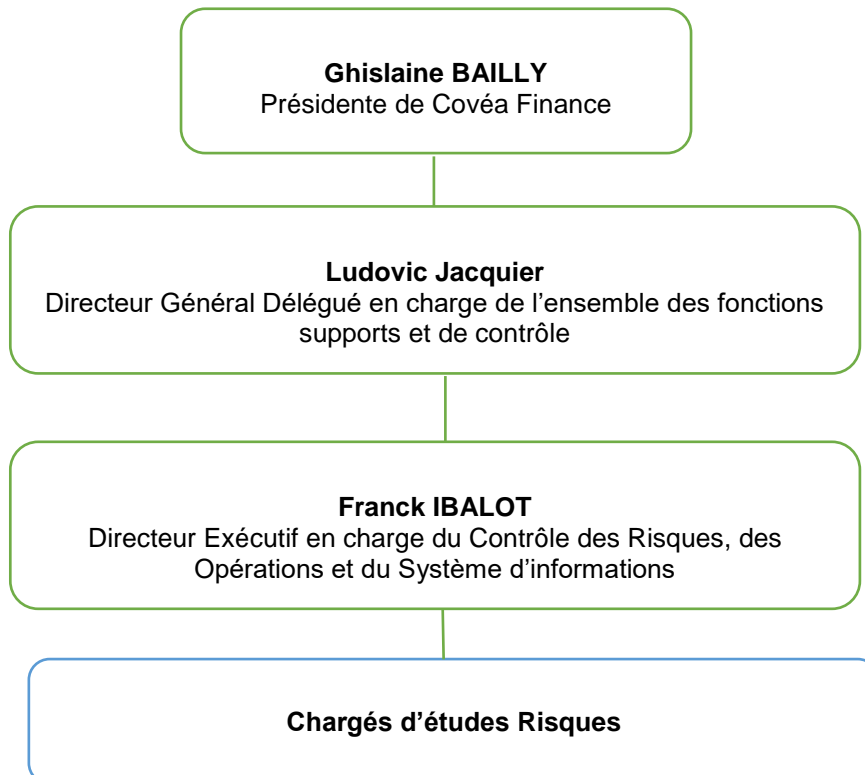 Ghislaine BAILLY
Présidente de Covéa Finance
Ludovic Jacquier
Directeur Général Délégué en charge de l’ensemble des fonctions
supports et de contrôle
Franck IBALOT
Directeur Exécutif en charge du Contrôle des Risques, des
Opérations et du Système d’informations
Chargés d’études Risques